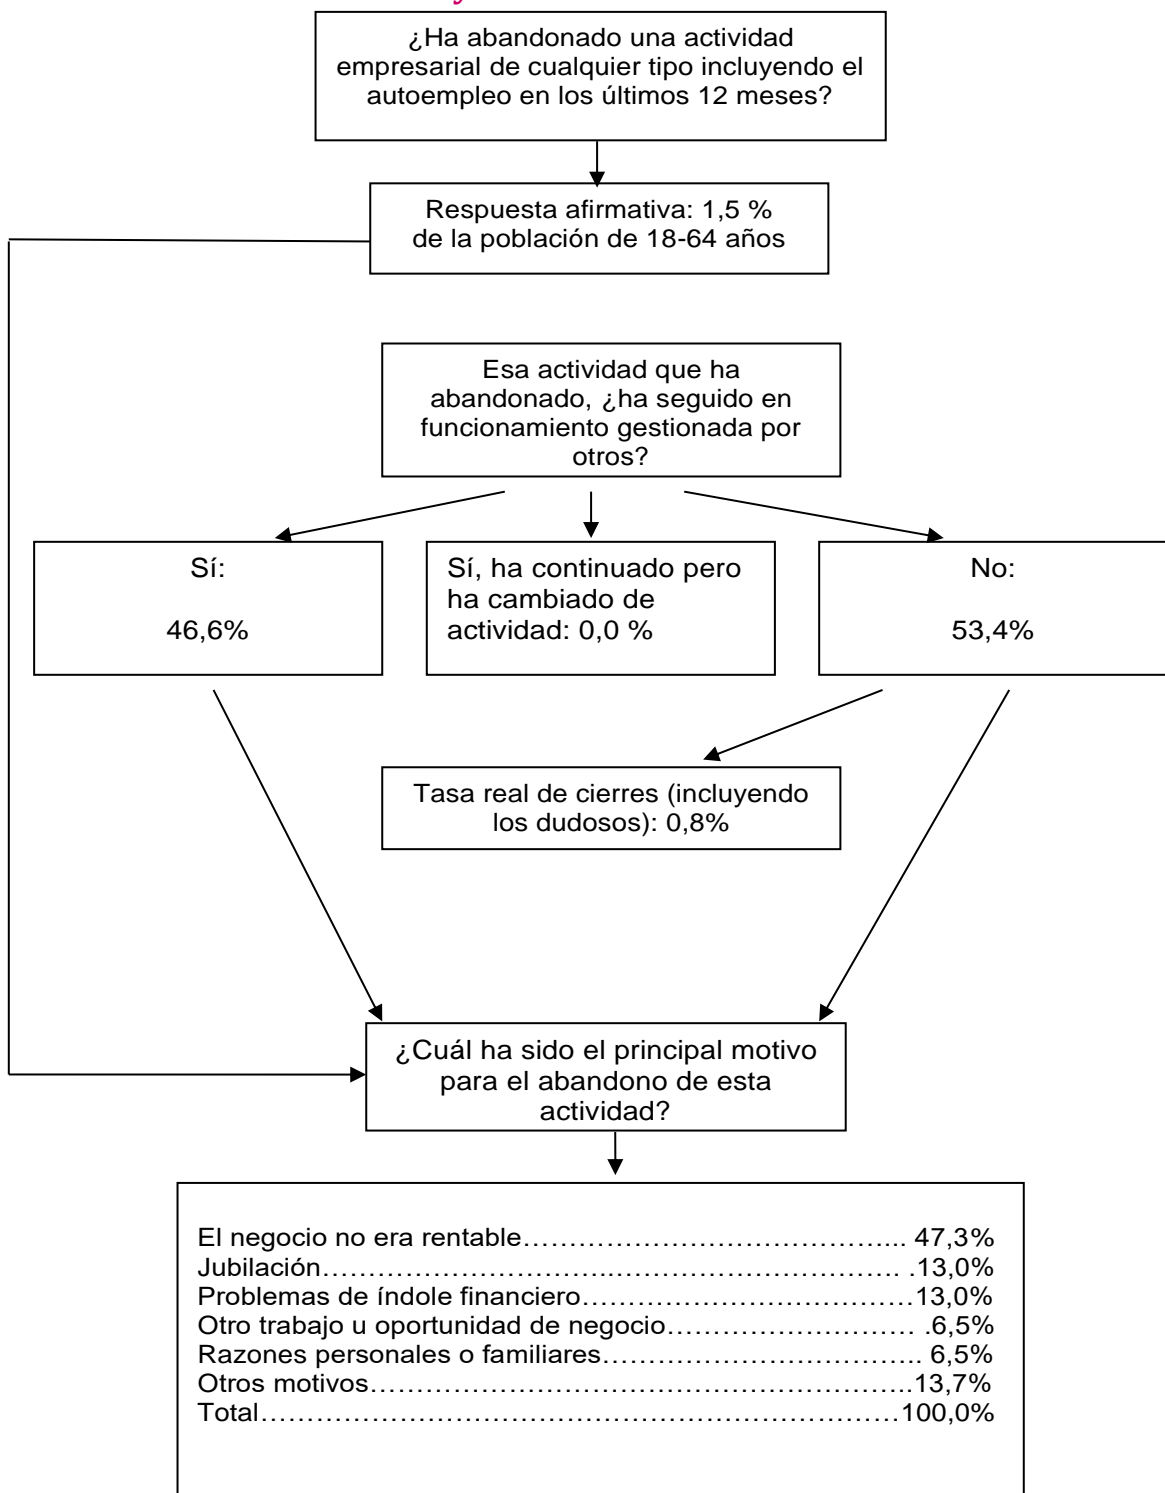 ¿Ha abandonado una actividad
empresarial de cualquier tipo incluyendo el
autoempleo en los últimos 12 meses?
Respuesta afirmativa: 1,5 %
de la población de 18-64 años
Esa actividad que ha
abandonado, ¿ha seguido en
funcionamiento gestionada por
otros?
Sí:
46,6%
Sí, ha continuado pero
ha cambiado de
actividad: 0,0 %
No:
53,4%
Tasa real de cierres (incluyendo
los dudosos): 0,8%
¿Cuál ha sido el principal motivo
para el abandono de esta
actividad?
El negocio no era rentable………………………………….... 47,3%
Jubilación…………………………...……………………….. .13,0%
Problemas de índole financiero………………………………13,0%
Otro trabajo u oportunidad de negocio……………………… .6,5%
Razones personales o familiares…………………………….. 6,5%
Otros motivos…………………………………………………...13,7%
Total……………………………………………………………100,0%